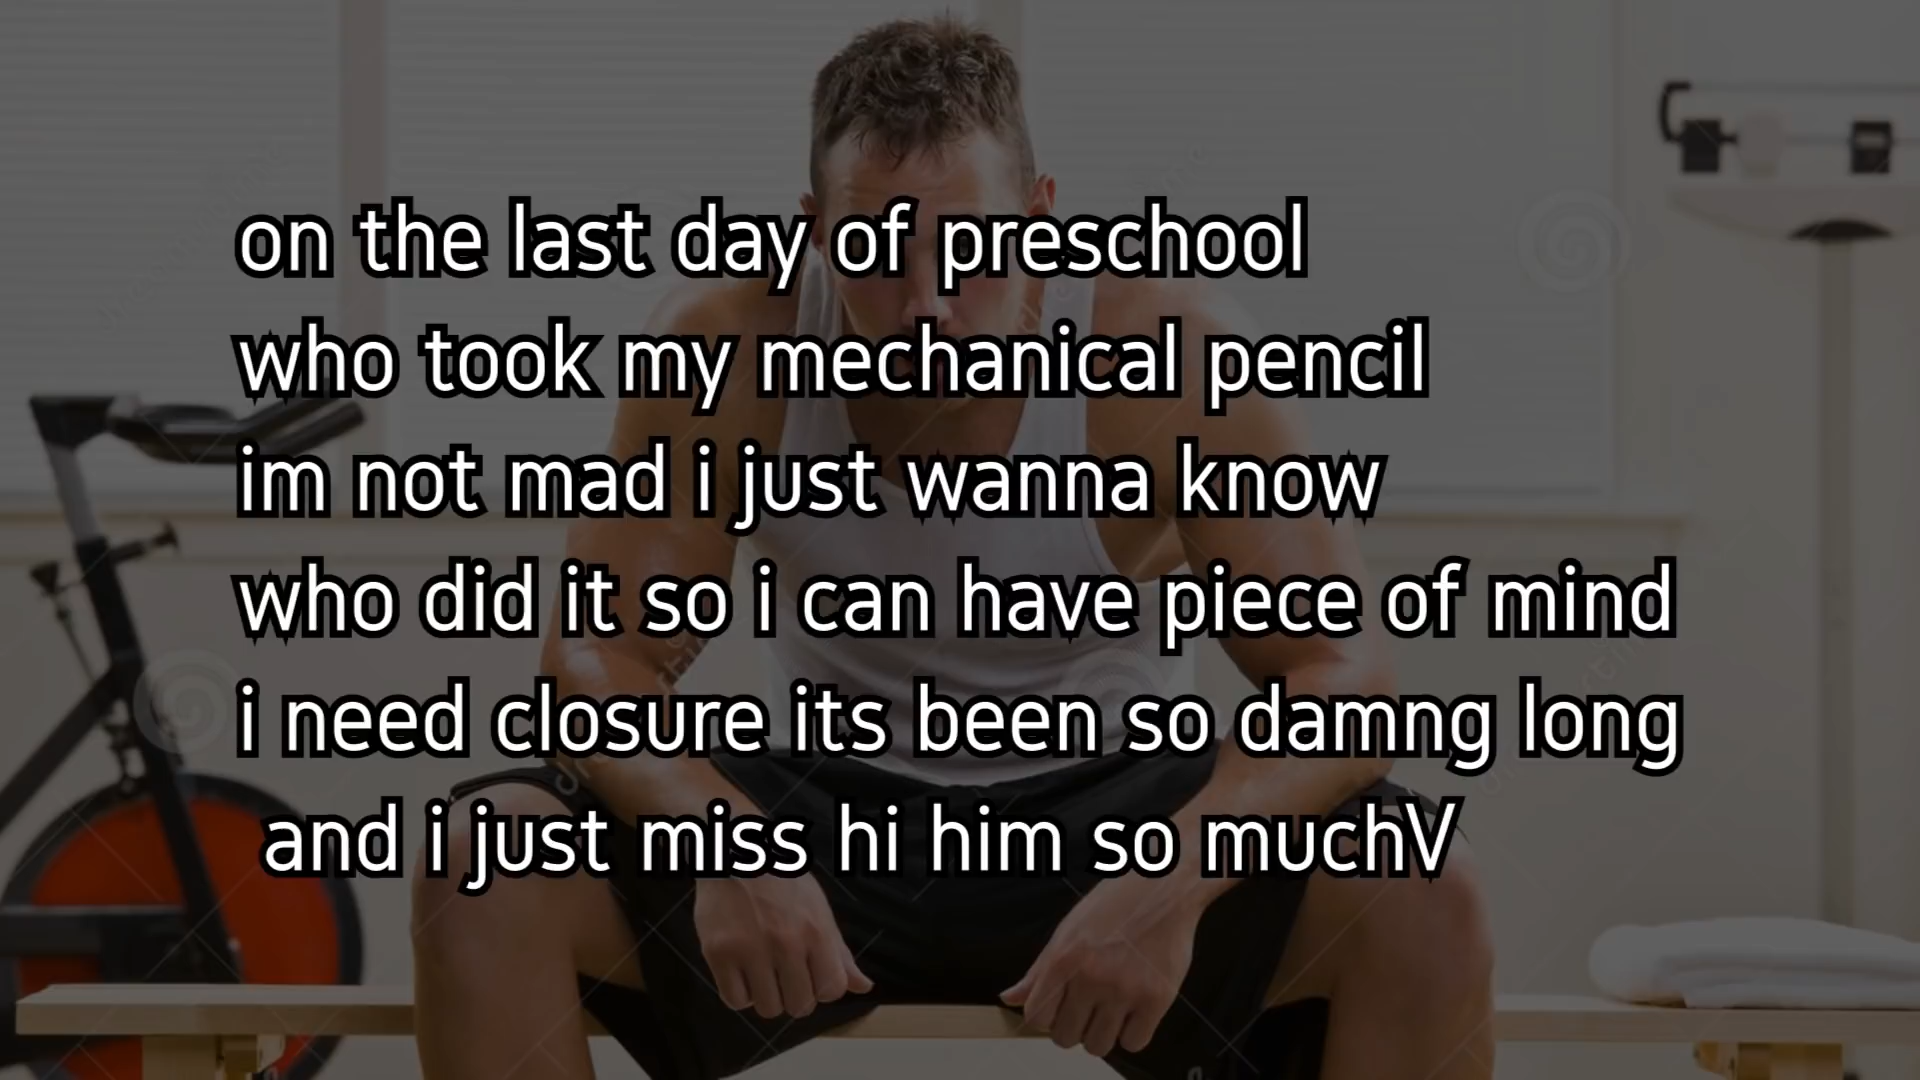 on the last day of preschool
who took my mechanical pencil
im not mad i just wanna know
who did it so i can have piece of mind
i need closure its been so damng long
and i just miss hi him so muchV